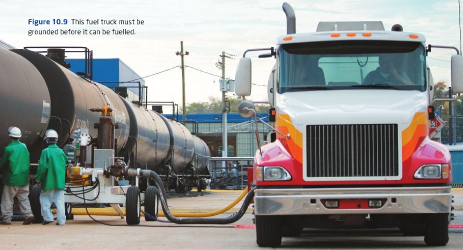 Figure 10.9 This fuel truck must be
grounded before it can be fuelled.